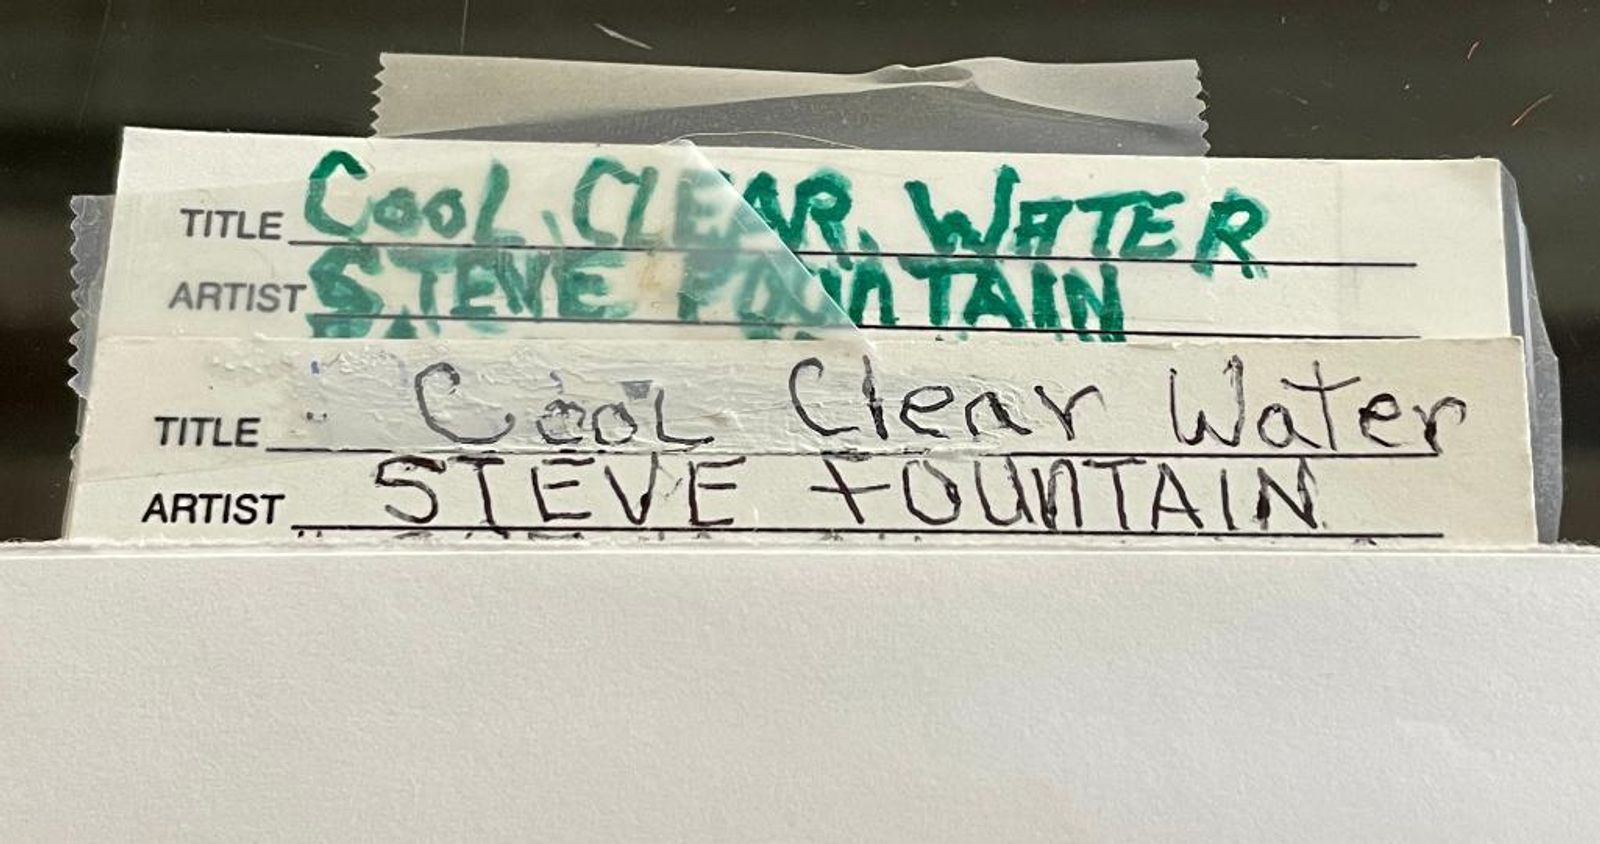 TITLE COOL, CLEAR, WATER
ARTIST STEVE FOUNTAIN
TITLE Cool Clear Water
ARTIST STEVE FOUNTAIN